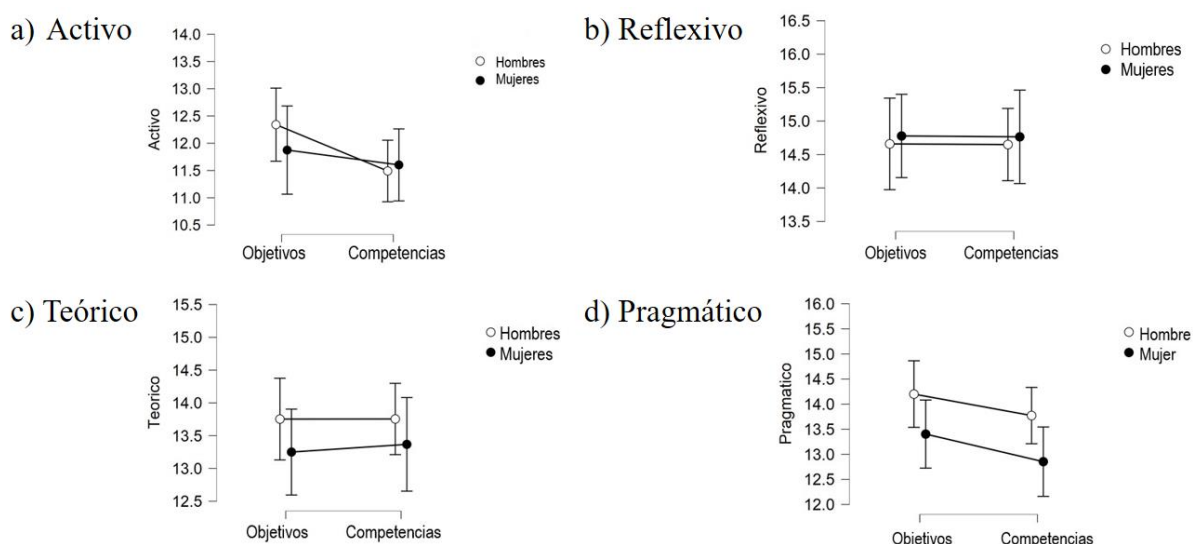 a) Activo
14.0
13.5
13.0
12.5
12.0
11.5
11.0
10.5
Activo
Objetivos Competencias
Hombres
Mujeres
b) Reflexivo
16.5
16.0
15.5
15.0
14.5
14.0
13.5
Reflexivo
Objetivos Competencias
Hombres
Mujeres
c) Teórico
15.5
15.0
14.5
14.0
13.5
13.0
12.5
Teorico
Objetivos Competencias
Hombres
Mujeres
d) Pragmático
16.0
15.5
15.0
14.5
14.0
13.5
13.0
12.5
12.0
Pragmatico
Objetivos Competencias
Hombre
Mujer